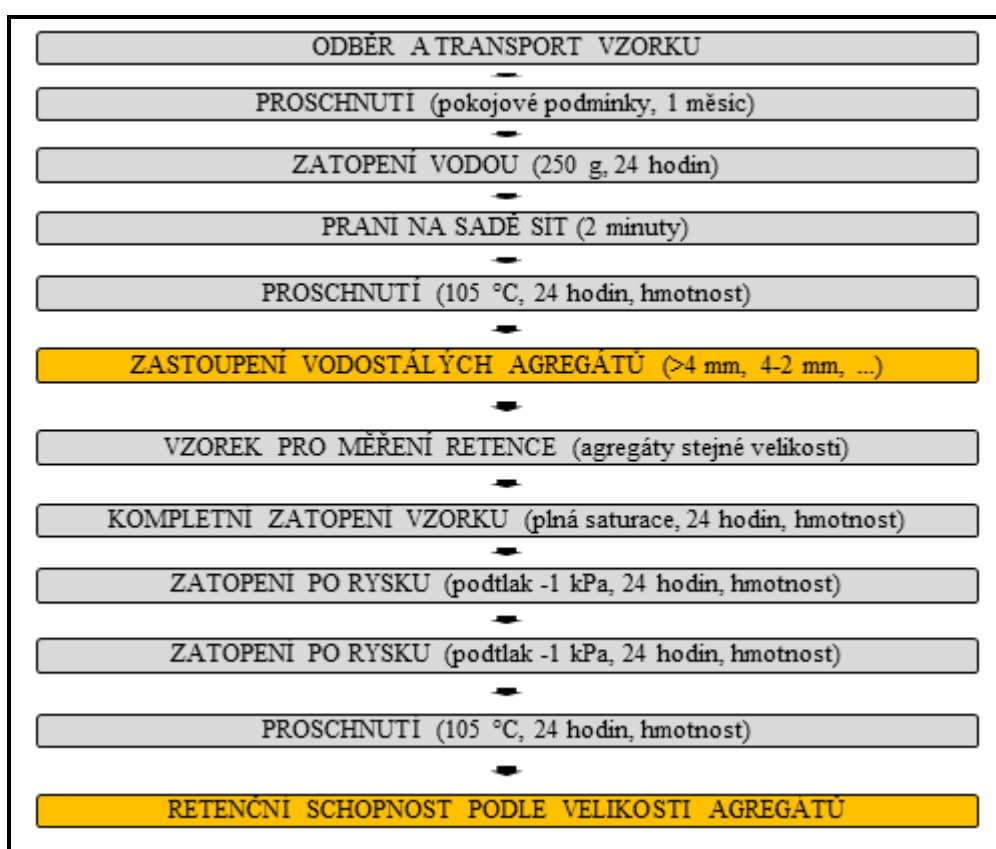 ODBĚR A TRANSPORT VZORKU
PROSCHNUTÍ (pokojové podmínky, 1 měsíc)
ZATOPENÍ VODOU (250 g, 24 hodin)
PRANÍ NA SADĚ SÍT (2 minuty)
PROSCHNUTÍ (105 °C, 24 hodin, hmotnost)
ZASTOUPENÍ VODOSTÁLÝCH AGREGÁTŮ (>4 mm, 4-2 mm, ...)
VZOREK PRO MĚŘENÍ RETENCE (agregáty stejné velikosti)
KOMPLETNÍ ZATOPENÍ VZORKU (plná saturace, 24 hodin, hmotnost)
ZATOPENÍ PO RYSKU (podtlak -1 kPa, 24 hodin, hmotnost)
ZATOPENÍ PO RYSKU (podtlak -1 kPa, 24 hodin, hmotnost)
PROSCHNUTÍ (105 °C, 24 hodin, hmotnost)
RETENČNÍ SCHOPNOST PODLE VELIKOSTI AGREGÁTŮ